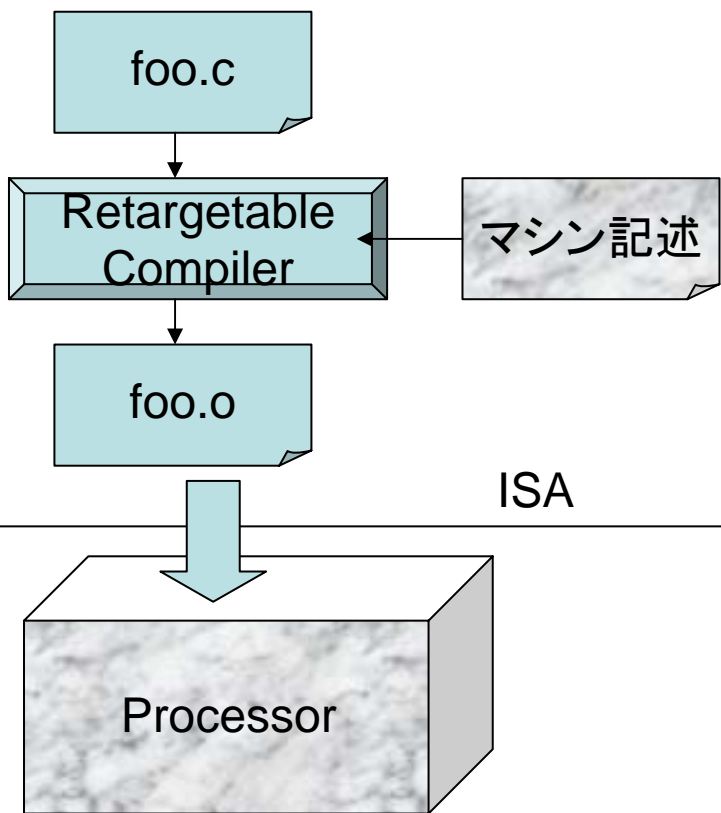 foo.c
Retargetable
Compiler
マシン記述
foo.o
ISA
Processor